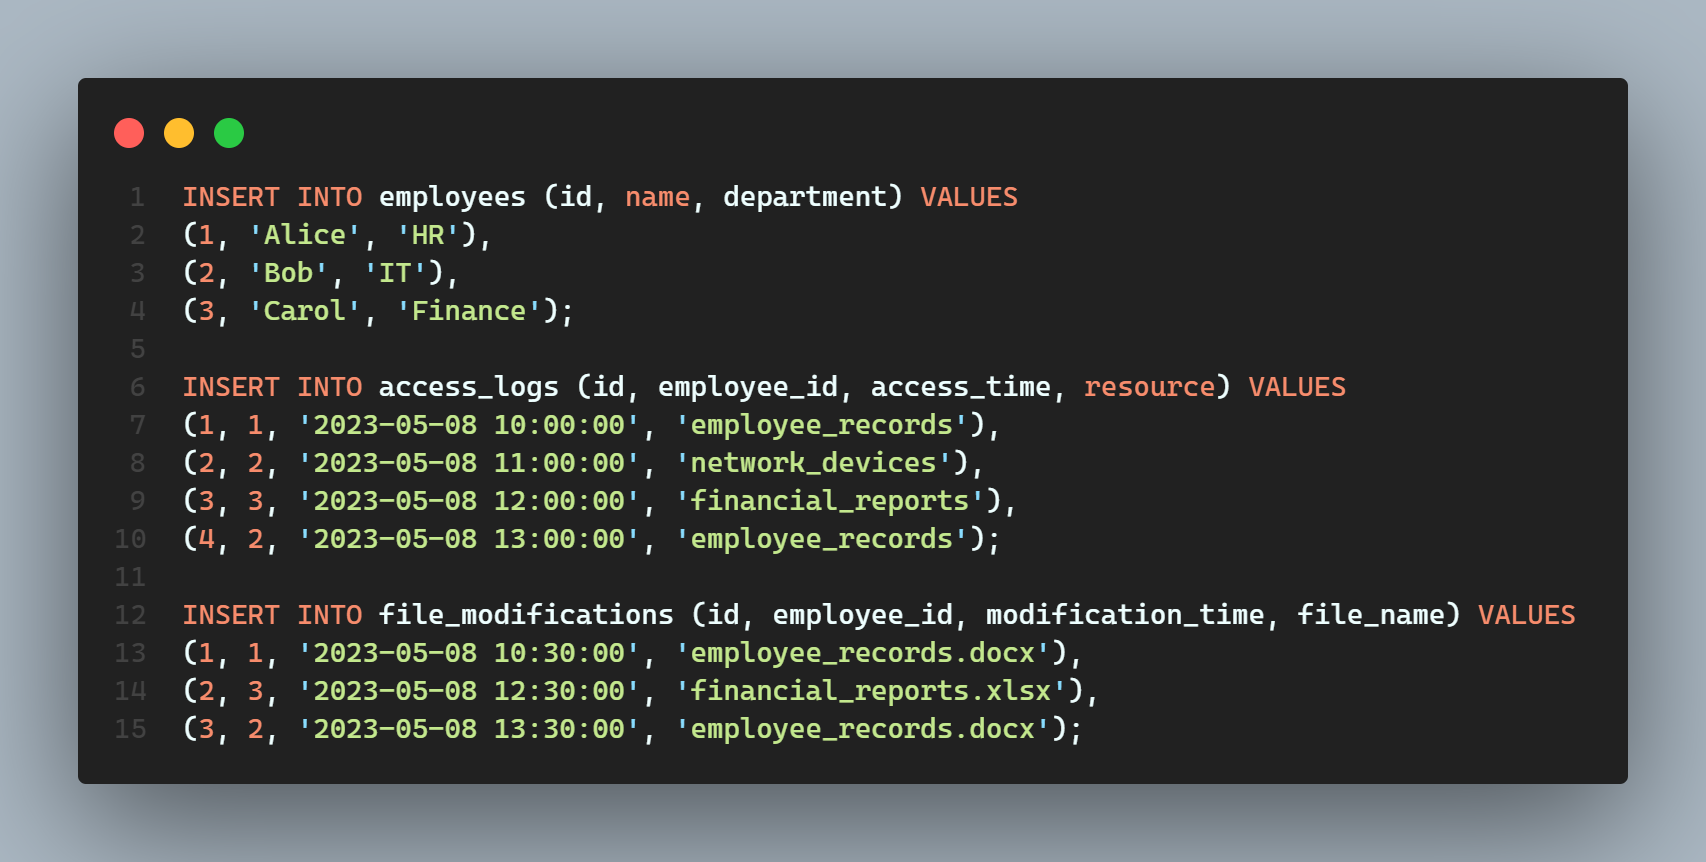 1 INSERT INTO employees (id, name, department) VALUES
2 (1, 'Alice', 'HR'),
3 (2, 'Bob', 'IT'),
4 (3, 'Carol', 'Finance');
5
6 INSERT INTO access_logs (id, employee_id, access_time, resource) VALUES
7 (1, 1, '2023-05-08 10:00:00', 'employee_records'),
8 (2, 2, '2023-05-08 11:00:00', 'network_devices'),
9 (3, 3, '2023-05-08 12:00:00', 'financial_reports'),
10 (4, 2, '2023-05-08 13:00:00', 'employee_records');
11
12 INSERT INTO file_modifications (id, employee_id, modification_time, file_name) VALUES
13 (1, 1, '2023-05-08 10:30:00', 'employee_records.docx'),
14 (2, 3, '2023-05-08 12:30:00', 'financial_reports.xlsx'),
15 (3, 2, '2023-05-08 13:30:00', 'employee_records.docx');